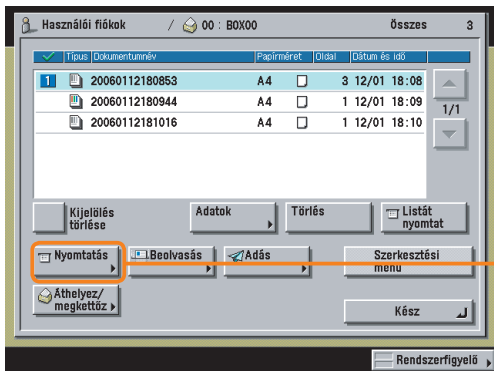 Használói fiókok / 00 : BOX00 Összes 3
Típus Dokumentumnév Papírméret Oldal Dátum és idő
1 20060112180853 A4 3 12/01 18:08
20060112180944 A4 1 12/01 18:09
1/1
20060112181016 A4 1 12/01 18:10
Kijelölés törlése
Adatok
Törlés
Listát nyomtat
Nyomtatás
Beolvasás
Adás
Szerkesztési menü
Áthelyez/ megkettőz
Kész
Rendszerfigyelő